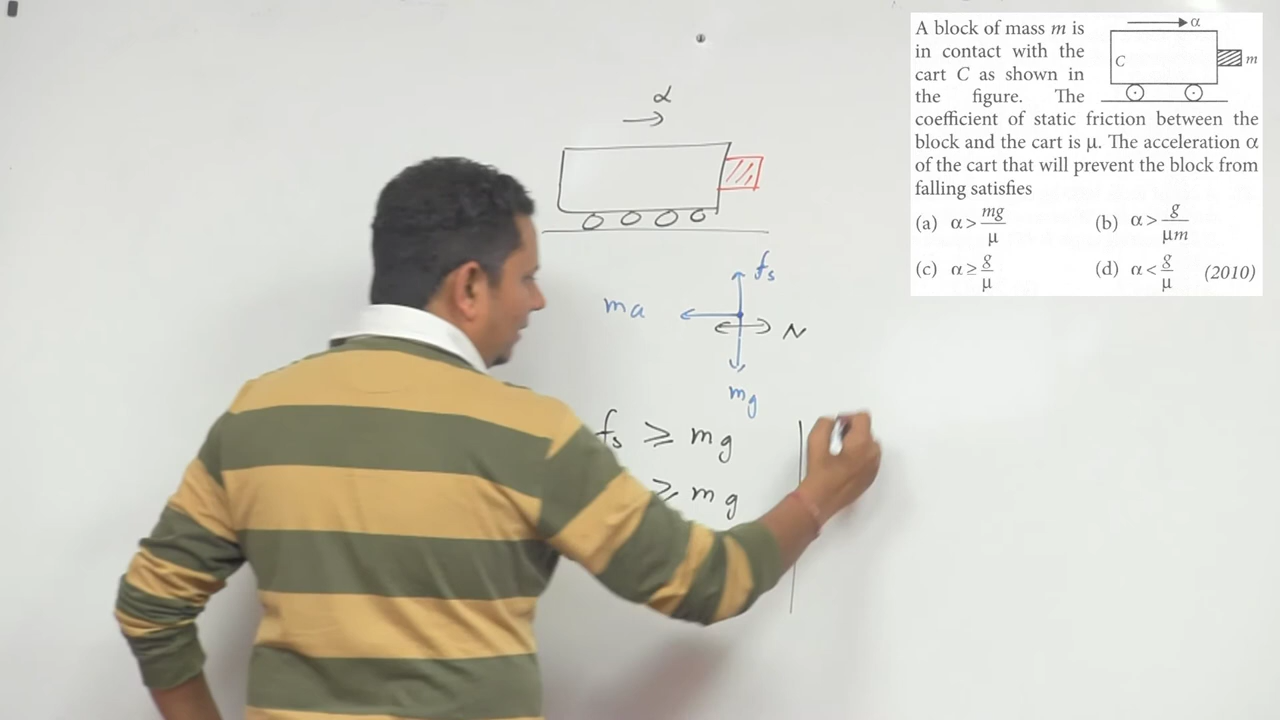 A block of mass m is
in contact with the
cart C as shown in
the figure. The
coefficient of static friction between the
block and the cart is μ. The acceleration α
of the cart that will prevent the block from
falling satisfies
(a) α > mg/μ (b) α > g/μm
(c) α ≥ g/μ (d) α < g/μ (2010)
α
C
m
α
fs
ma
N
mg
fs ≥ mg
≥ mg